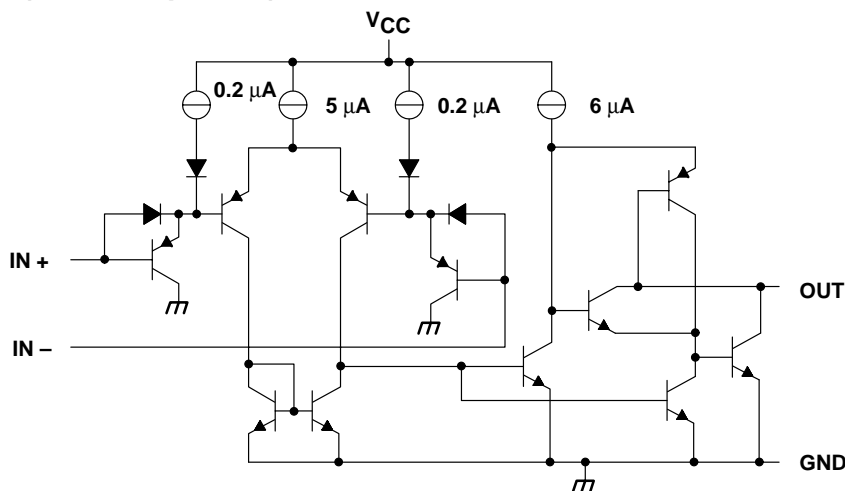 VCC
0.2 µA
5 µA
0.2 µA
6 µA
IN +
OUT
IN –
GND